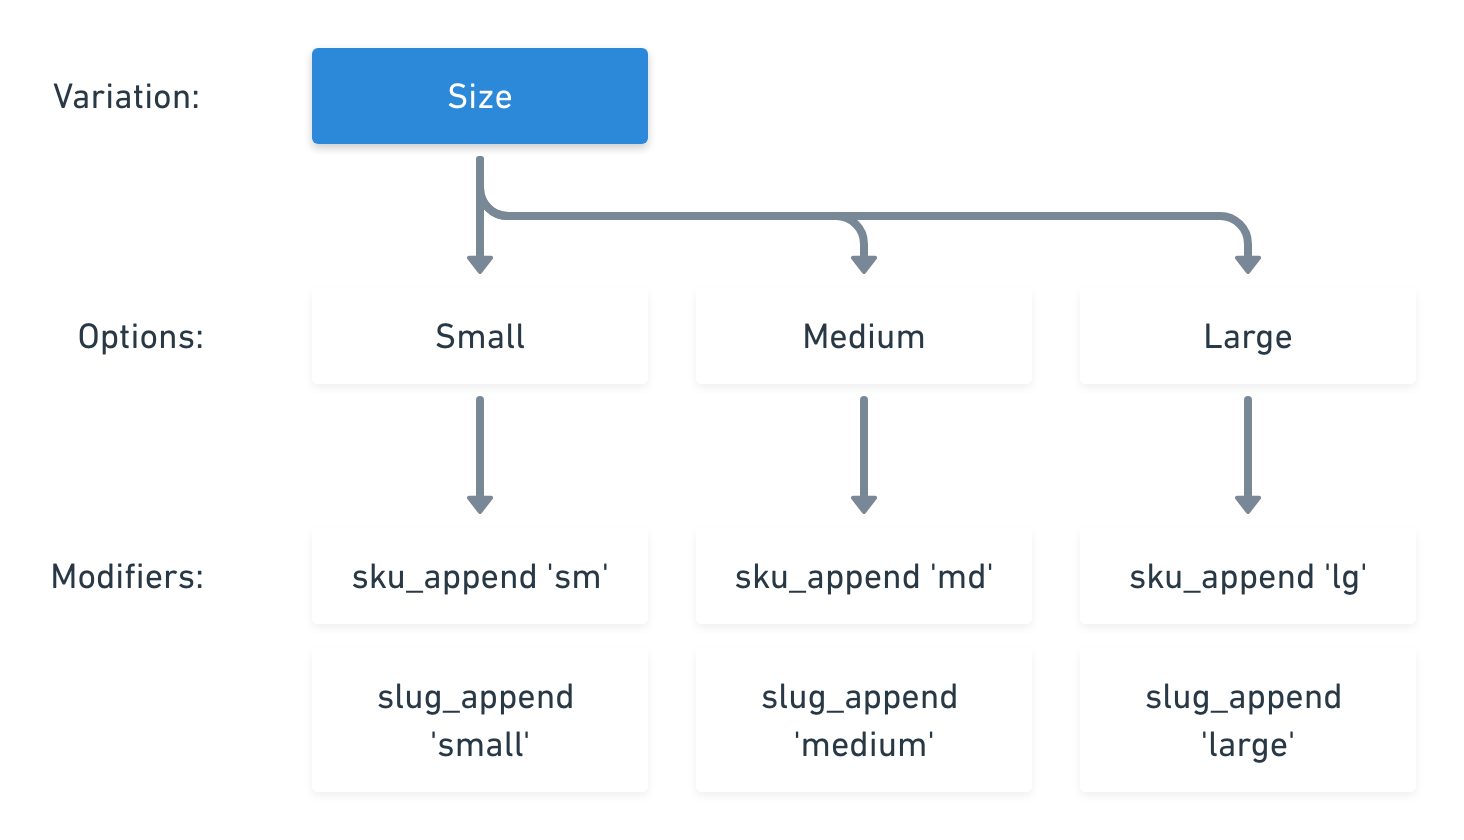 Variation:
Size
Options:
Small
Medium
Large
Modifiers:
sku_append 'sm'
sku_append 'md'
sku_append 'lg'
slug_append
'small'
slug_append
'medium'
slug_append
'large'